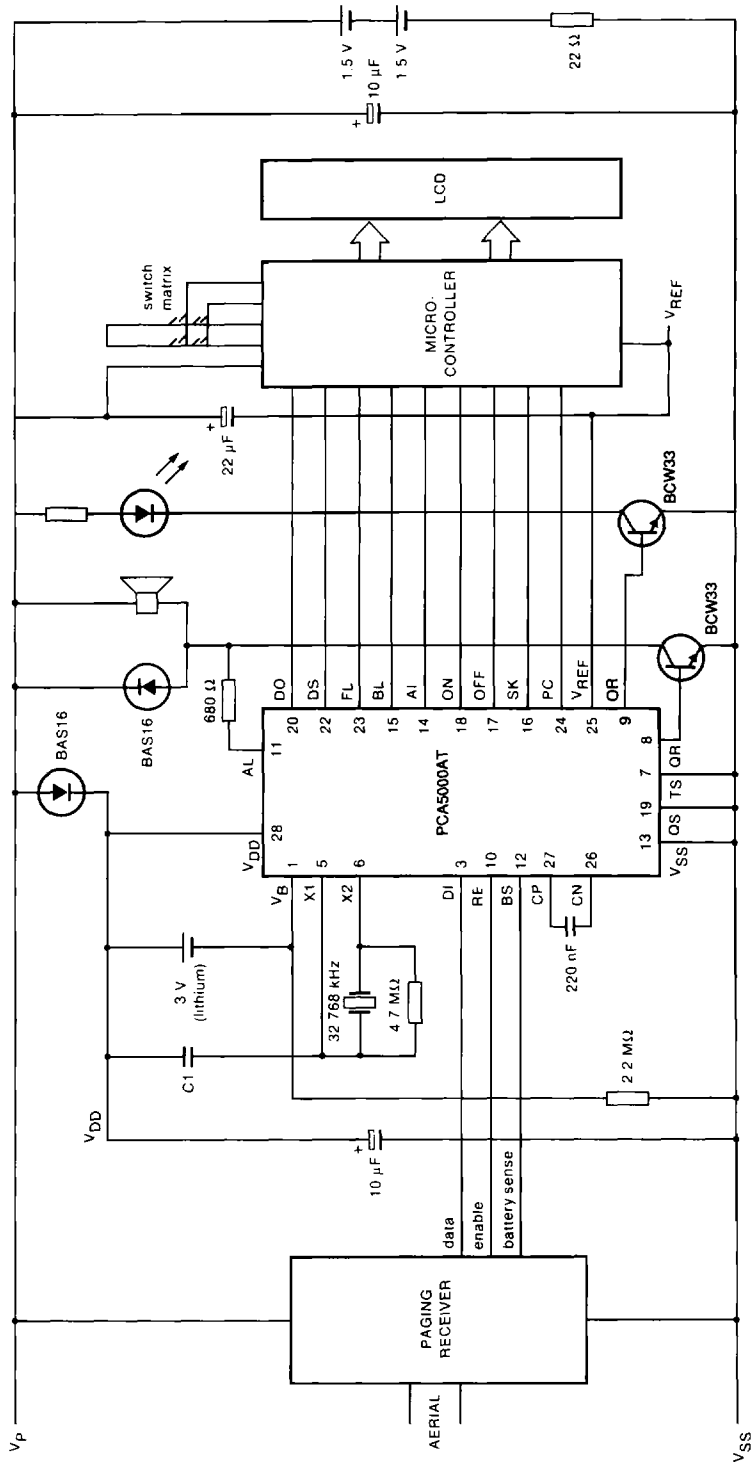 VP
VSS
AERIAL
PAGING
RECEIVER
data
enable
battery sense
VDD
10 µF
+
C1
3 V
(lithium)
32 768 kHz
4 7 MΩ
2 2 MΩ
220 nF
BAS16
BAS16
680 Ω
PCA5000AT
VDD
28
VB
1
X1
5
X2
6
DI
3
RE
10
BS
12
CP
27
CN
26
AL
11
DO
20
DS
22
FL
23
BL
15
AI
14
ON
18
OFF
17
SK
16
PC
24
VREF
25
OR
9
8
QR
7
TS
19
QS
13
VSS
BCW33
BCW33
22 µF
+
switch
matrix
MICRO-
CONTROLLER
VREF
LCD
10 µF
+
1.5 V
1.5 V
22 Ω